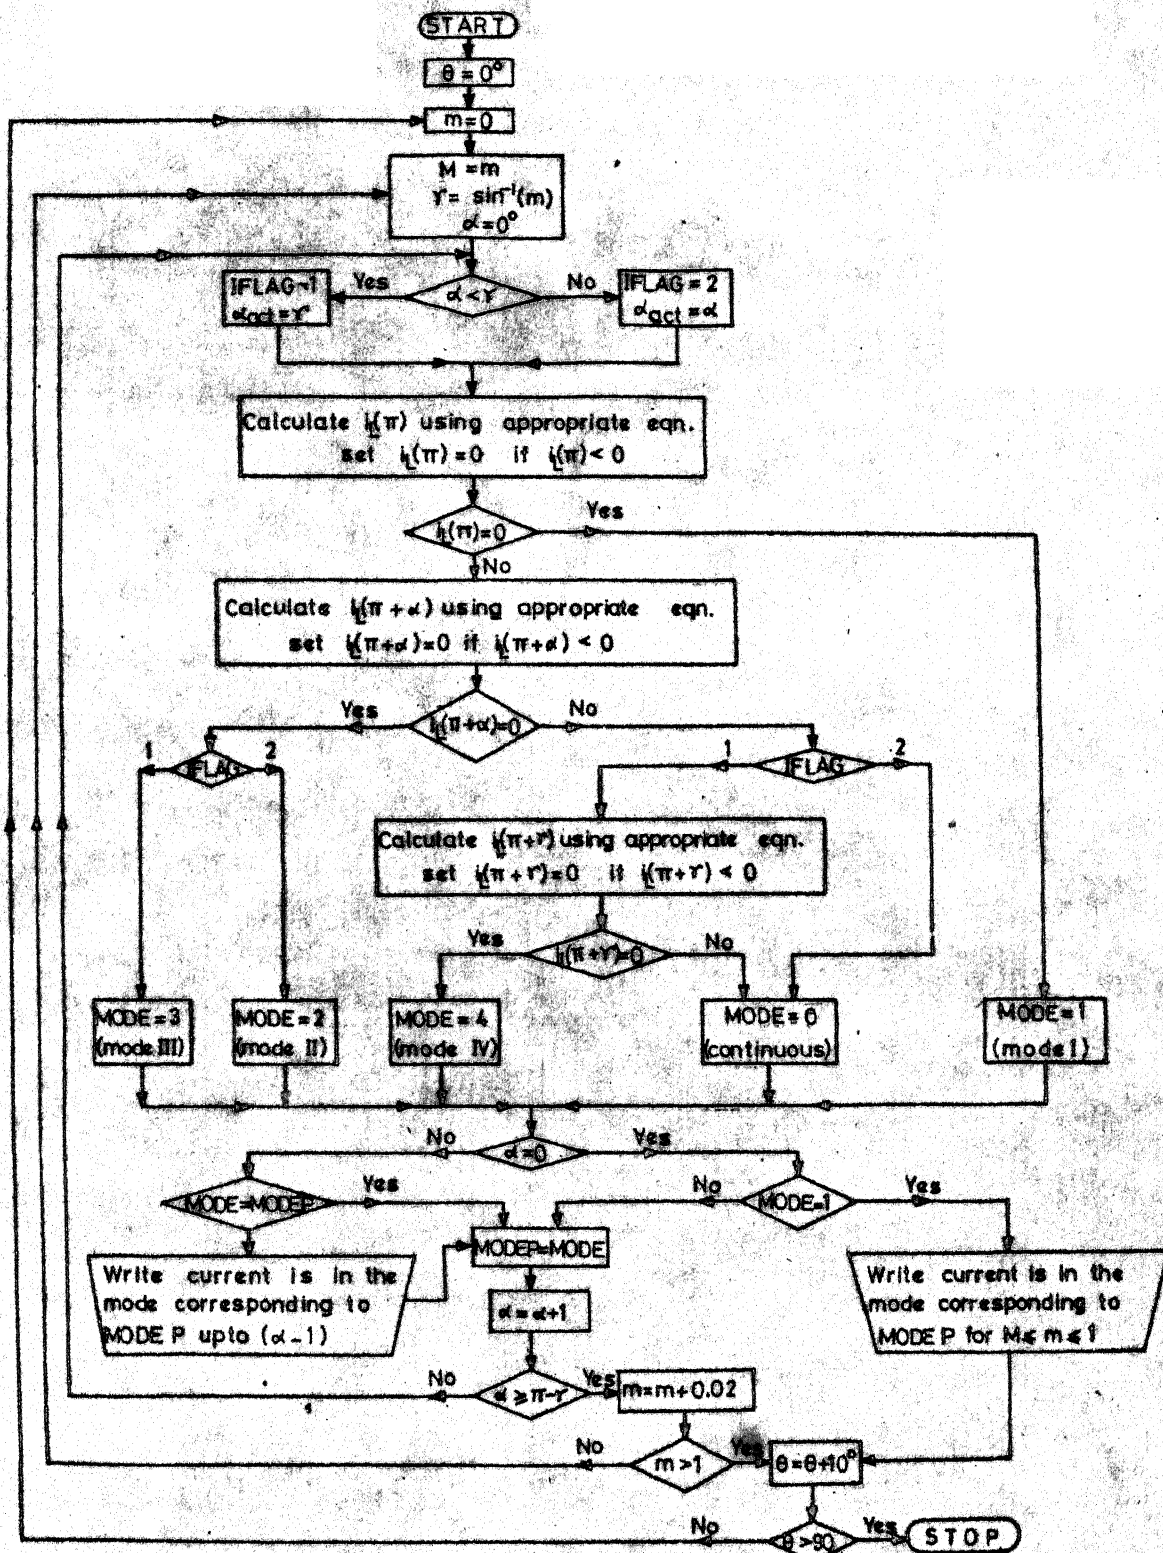 START
θ = 0°
m=0
M = m
γ = sin⁻¹(m)
α = 0°
α < γ
Yes
No
IFLAG=1
α act = γ
IFLAG = 2
α act = α
Calculate iL(π) using appropriate eqn.
set iL(π) = 0 if iL(π) < 0
iL(π)=0
Yes
No
Calculate iL(π + α) using appropriate eqn.
set iL(π+α)=0 if iL(π+α) < 0
iL(π+α)=0
Yes
No
1
IFLAG
2
1
IFLAG
2
Calculate iL(π+γ) using appropriate eqn.
set iL(π+γ)=0 if iL(π+γ) < 0
iL(π+γ)=0
Yes
No
MODE=3
(mode III)
MODE=2
(mode II)
MODE=4
(mode IV)
MODE=0
(continuous)
MODE=1
(mode I)
α=0
No
Yes
MODE=MODEP
Yes
MODE=1
No
Yes
MODEP=MODE
Write current is in the
mode corresponding to
MODE P upto (α-1)
Write current is in the
mode corresponding to
MODE P for M≤ m≤ 1
α=α+1
α ≥ π-γ
No
Yes
m=m+0.02
m >1
No
Yes
θ=θ+10°
θ >90
No
Yes
STOP